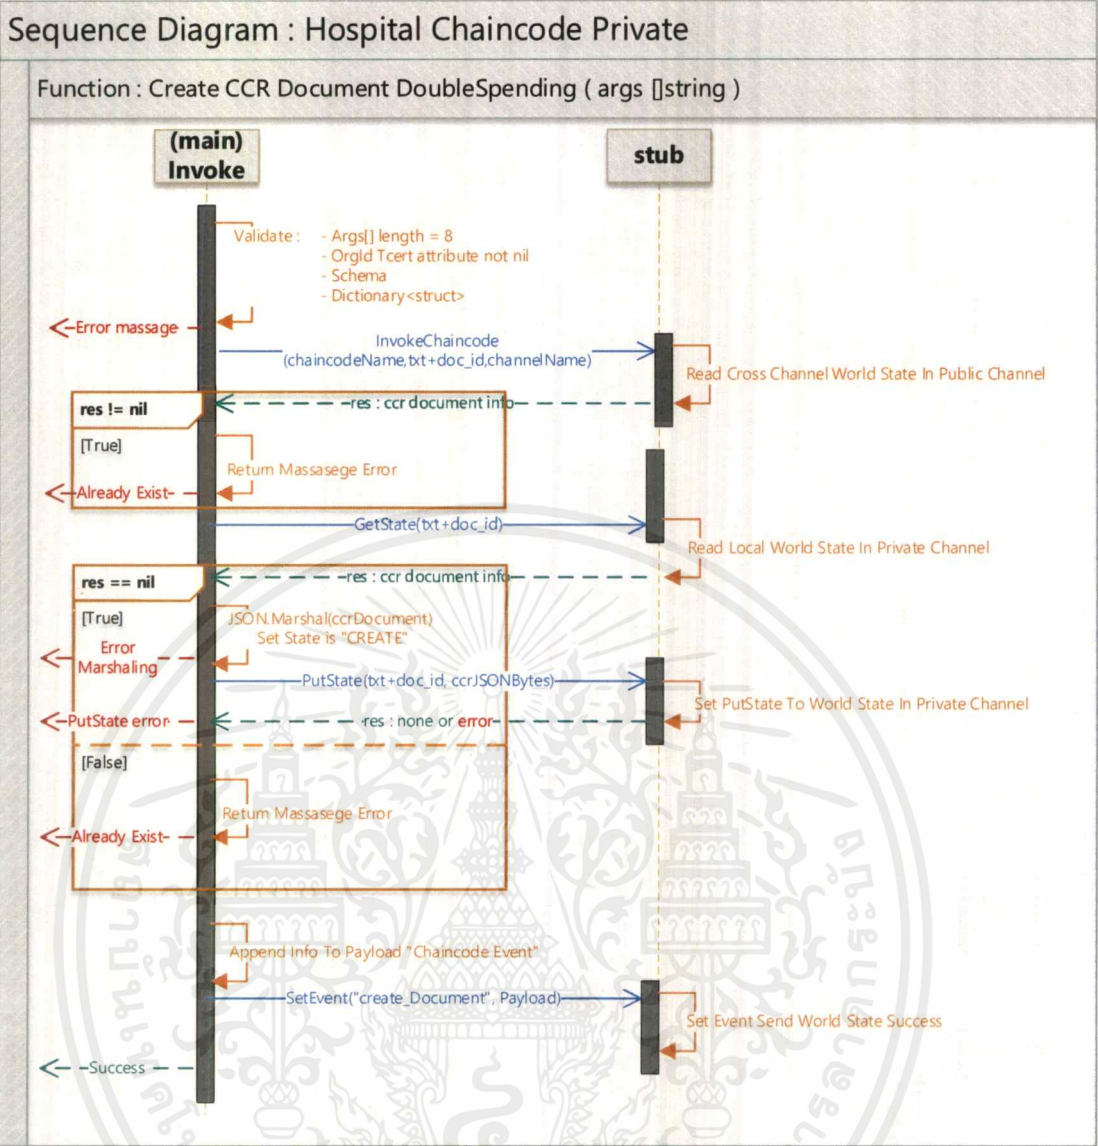 Sequence Diagram : Hospital Chaincode Private
Function : Create CCR Document DoubleSpending ( args []string )
(main)
Invoke
stub
Validate :
- Args[] length = 8
- OrgId Tcert attribute not nil
- Schema
- Dictionary<struct>
Error massage
InvokeChaincode
(chaincodeName,txt+doc_id,channelName)
Read Cross Channel World State In Public Channel
res != nil
res : ccr document info
[True]
Return Massasege Error
Already Exist
GetState(txt+doc_id)
Read Local World State In Private Channel
res == nil
res : ccr document info
[True]
JSON.Marshal(ccrDocument)
Set State is "CREATE"
Error
Marshaling
PutState(txt+doc_id, ccrJSONBytes)
Set PutState To World State In Private Channel
PutState error
res : none or error
[False]
Return Massasege Error
Already Exist
Append Info To Payload "Chaincode Event"
SetEvent("create_Document", Payload)
Set Event Send World State Success
Success